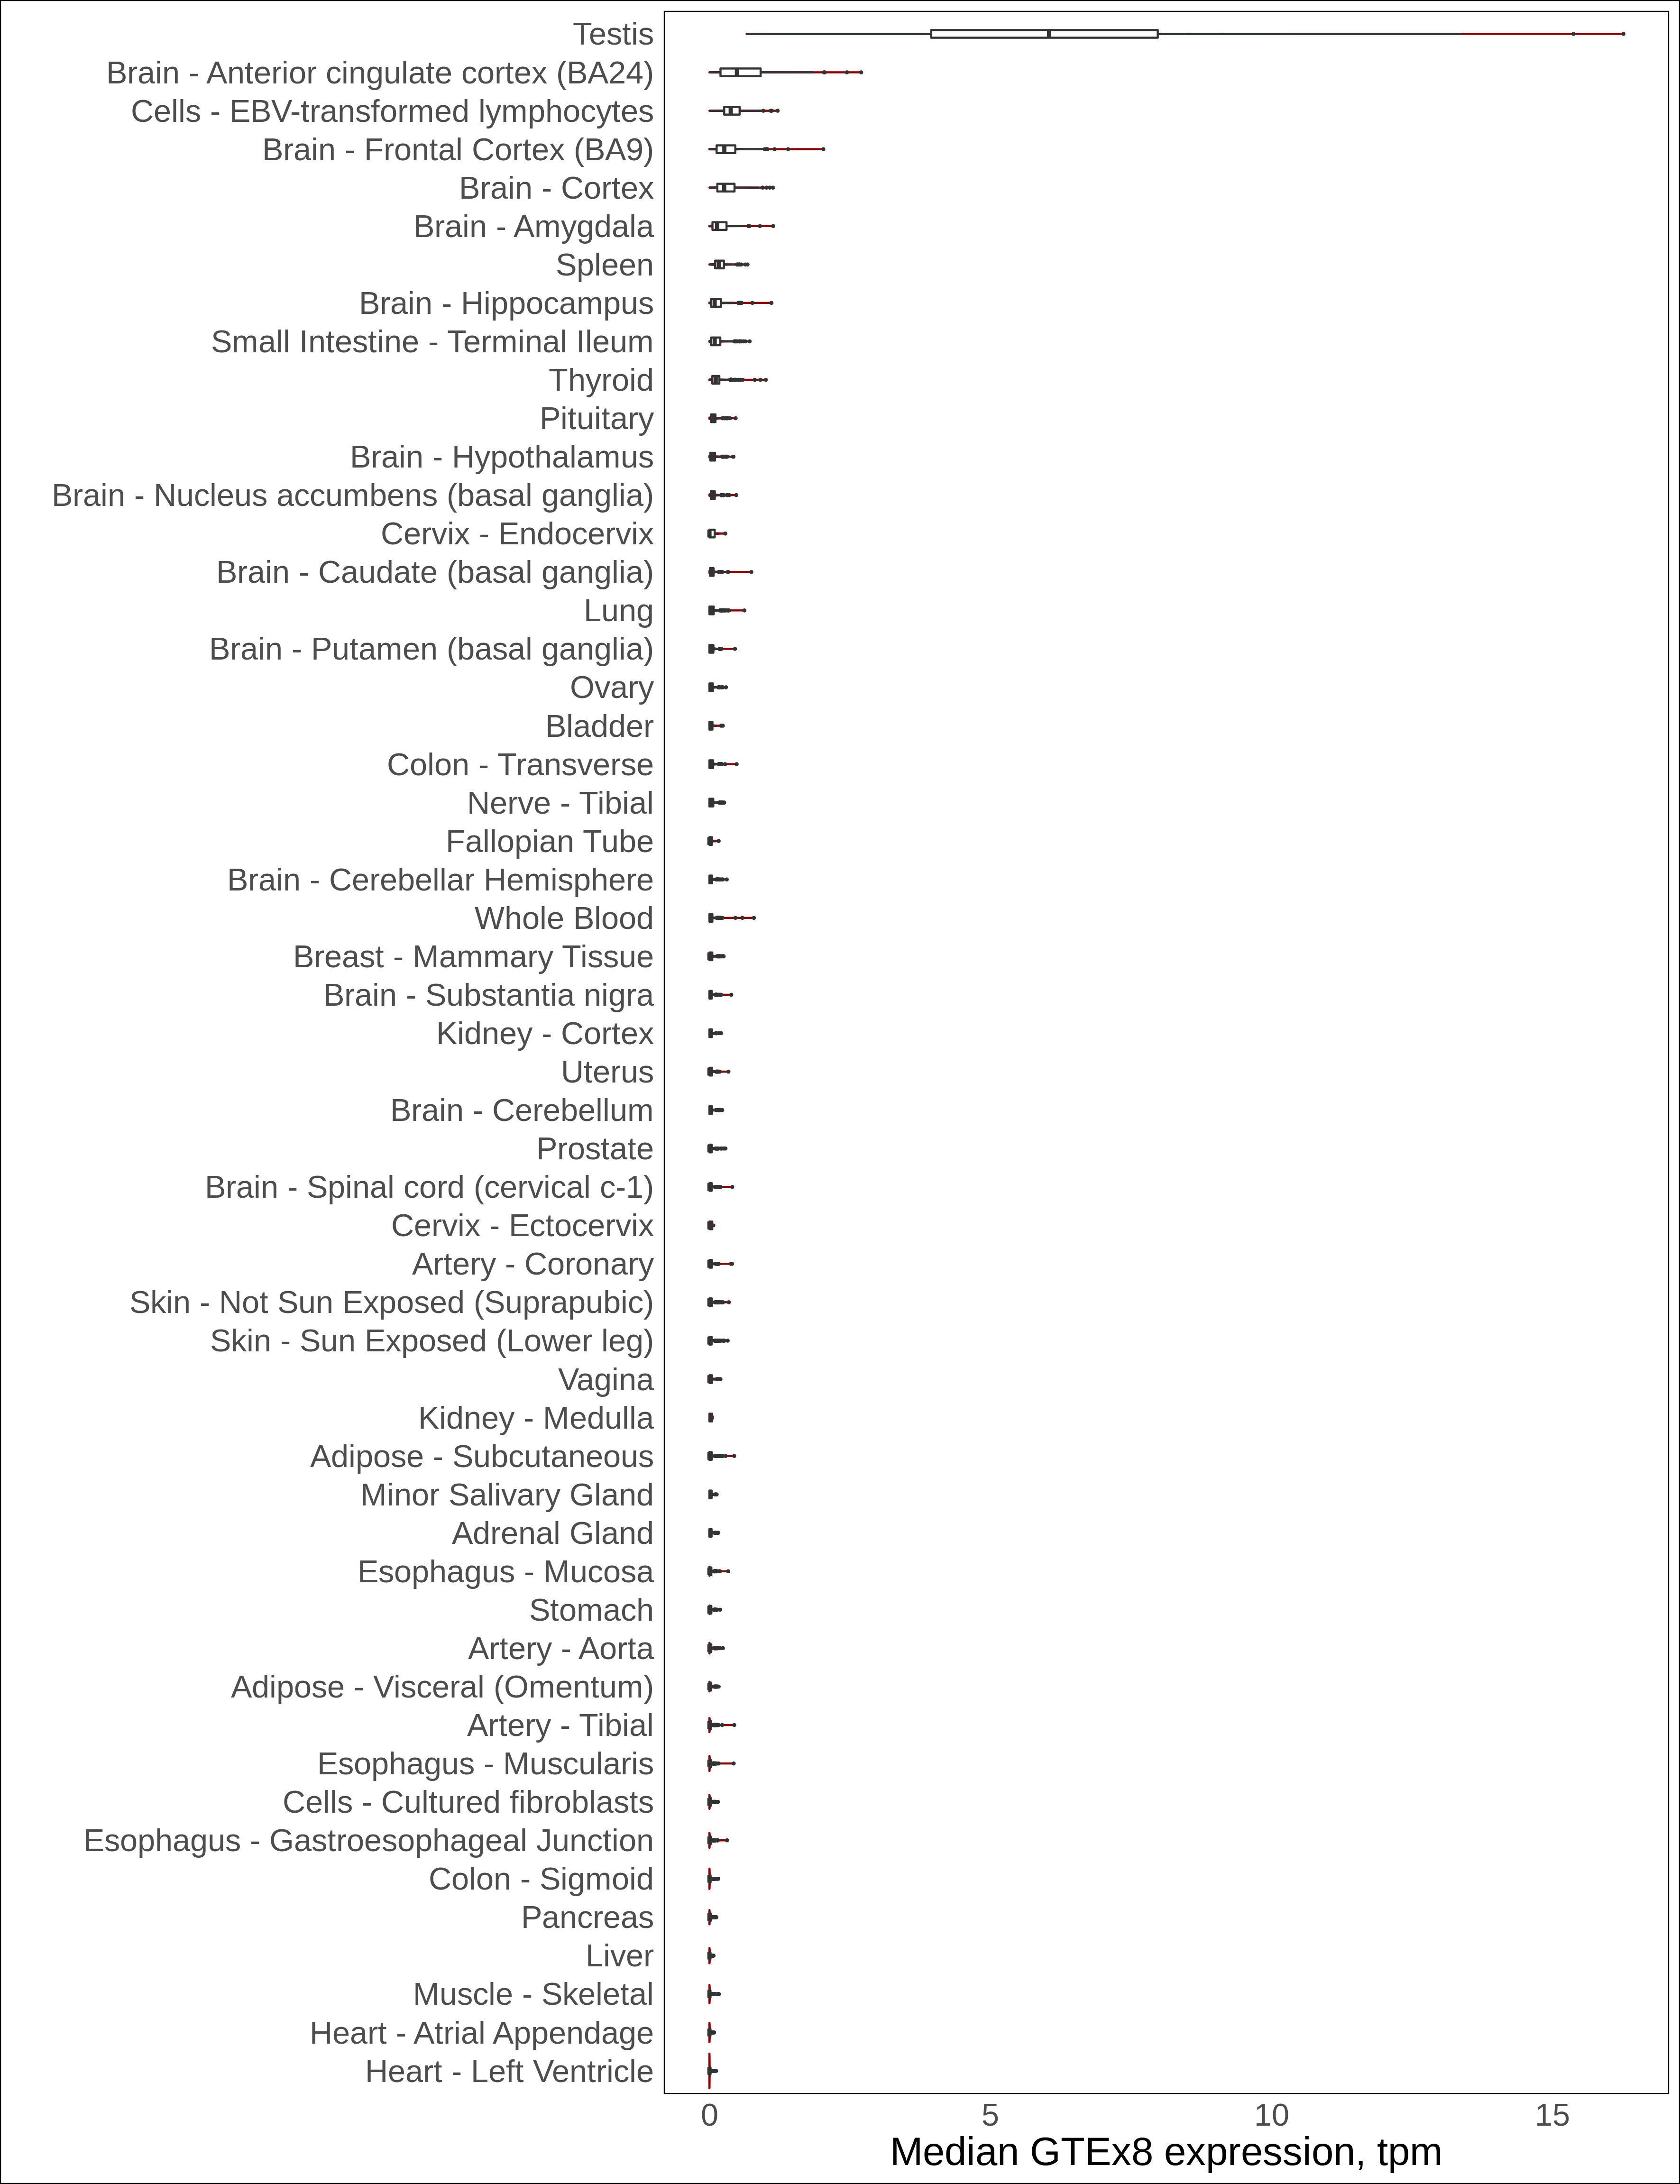 Testis
Brain - Anterior cingulate cortex (BA24)
Cells - EBV-transformed lymphocytes
Brain - Frontal Cortex (BA9)
Brain - Cortex
Brain - Amygdala
Spleen
Brain - Hippocampus
Small Intestine - Terminal Ileum
Thyroid
Pituitary
Brain - Hypothalamus
Brain - Nucleus accumbens (basal ganglia)
Cervix - Endocervix
Brain - Caudate (basal ganglia)
Lung
Brain - Putamen (basal ganglia)
Ovary
Bladder
Colon - Transverse
Nerve - Tibial
Fallopian Tube
Brain - Cerebellar Hemisphere
Whole Blood
Breast - Mammary Tissue
Brain - Substantia nigra
Kidney - Cortex
Uterus
Brain - Cerebellum
Prostate
Brain - Spinal cord (cervical c-1)
Cervix - Ectocervix
Artery - Coronary
Skin - Not Sun Exposed (Suprapubic)
Skin - Sun Exposed (Lower leg)
Vagina
Kidney - Medulla
Adipose - Subcutaneous
Minor Salivary Gland
Adrenal Gland
Esophagus - Mucosa
Stomach
Artery - Aorta
Adipose - Visceral (Omentum)
Artery - Tibial
Esophagus - Muscularis
Cells - Cultured fibroblasts
Esophagus - Gastroesophageal Junction
Colon - Sigmoid
Pancreas
Liver
Muscle - Skeletal
Heart - Atrial Appendage
Heart - Left Ventricle
0 5 10 15
Median GTEx8 expression, tpm